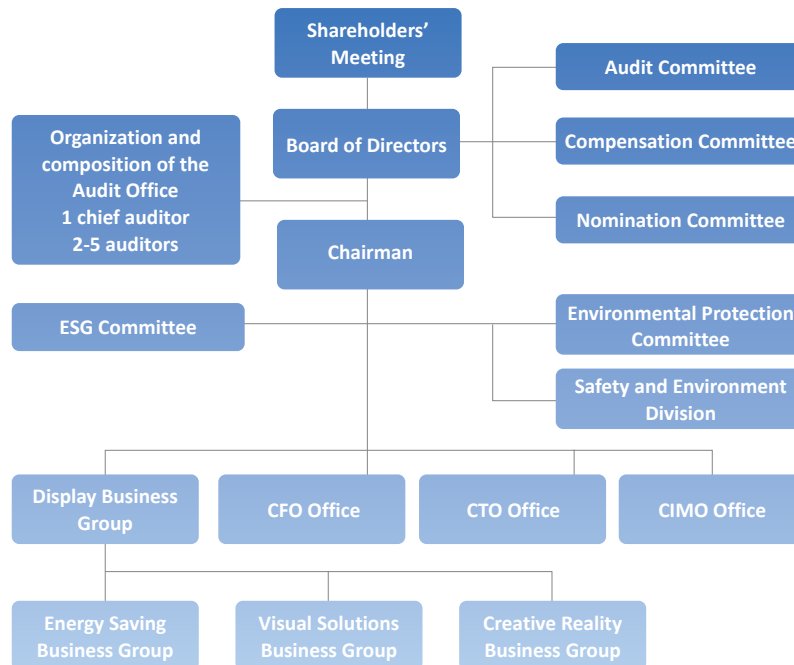 Shareholders’
Meeting
Audit Committee
Organization and
composition of the
Audit Office
1 chief auditor
2-5 auditors
Board of Directors
Compensation Committee
Nomination Committee
Chairman
ESG Committee
Environmental Protection
Committee
Safety and Environment
Division
Display Business
Group
CFO Office
CTO Office
CIMO Office
Energy Saving
Business Group
Visual Solutions
Business Group
Creative Reality
Business Group